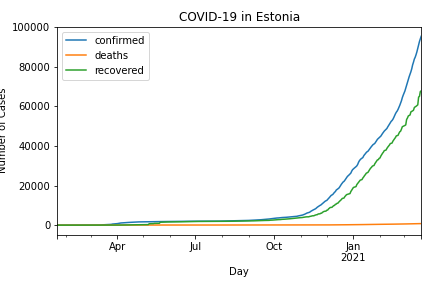 COVID-19 in Estonia
100000
80000
60000
40000
20000
0
Number of Cases
confirmed
deaths
recovered
Apr
Jul
Oct
Jan
2021
Day